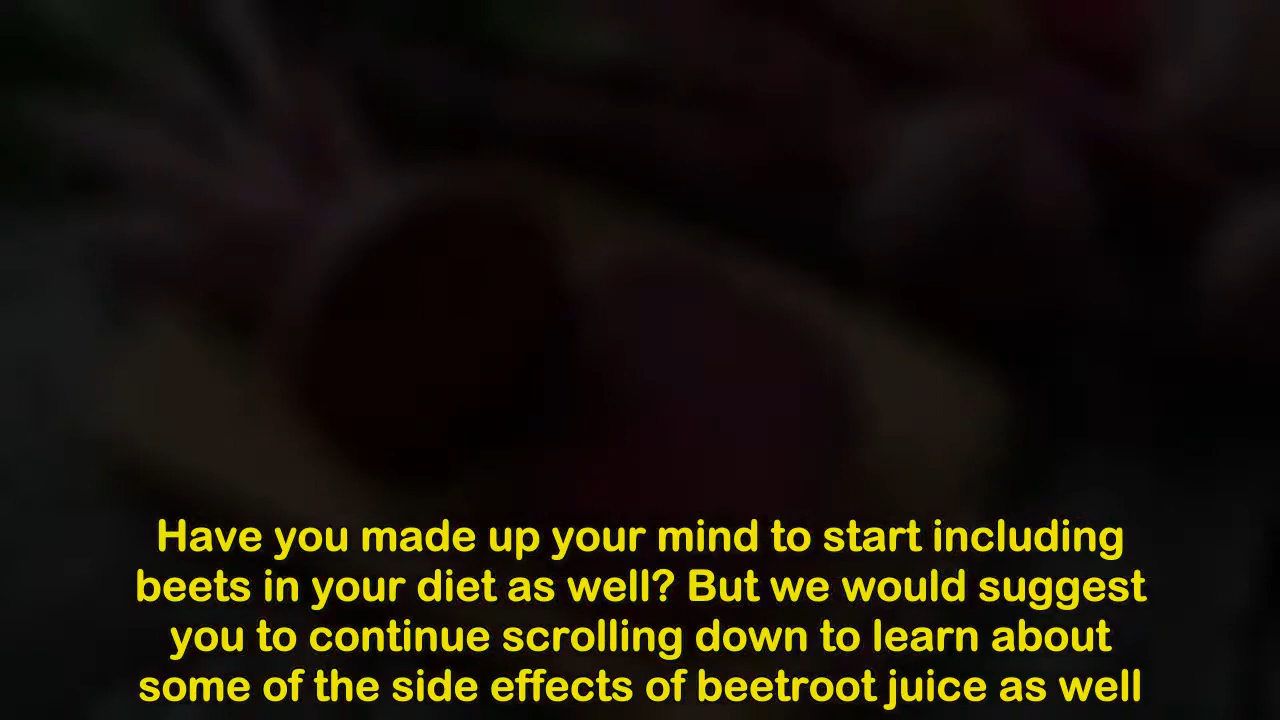 Have you made up your mind to start including
beets in your diet as well? But we would suggest
you to continue scrolling down to learn about
some of the side effects of beetroot juice as well